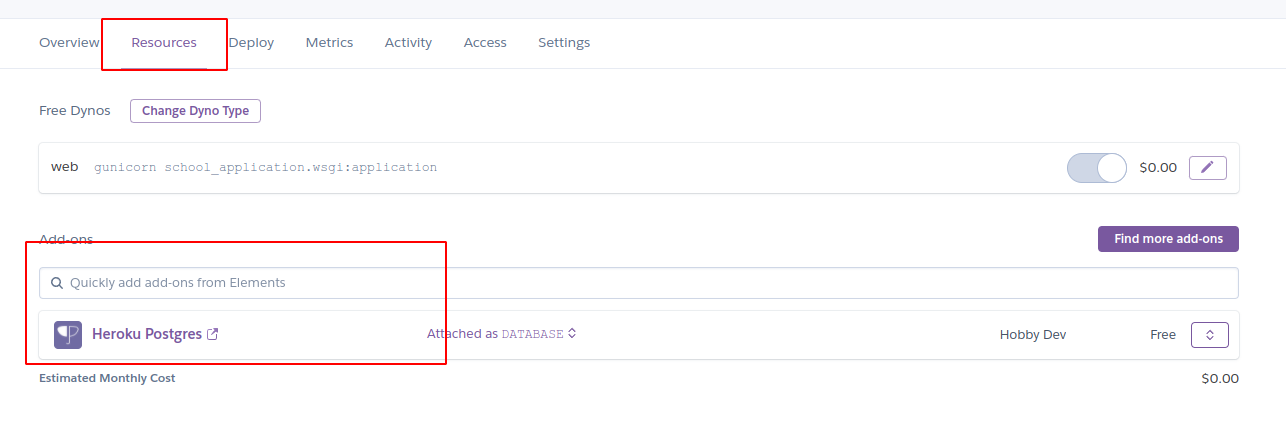 Overview Resources Deploy Metrics Activity Access Settings
Free Dynos Change Dyno Type
web gunicorn school_application.wsgi:application $0.00
Add-ons Find more add-ons
Quickly add add-ons from Elements
Heroku Postgres Attached as DATABASE Hobby Dev Free
Estimated Monthly Cost $0.00